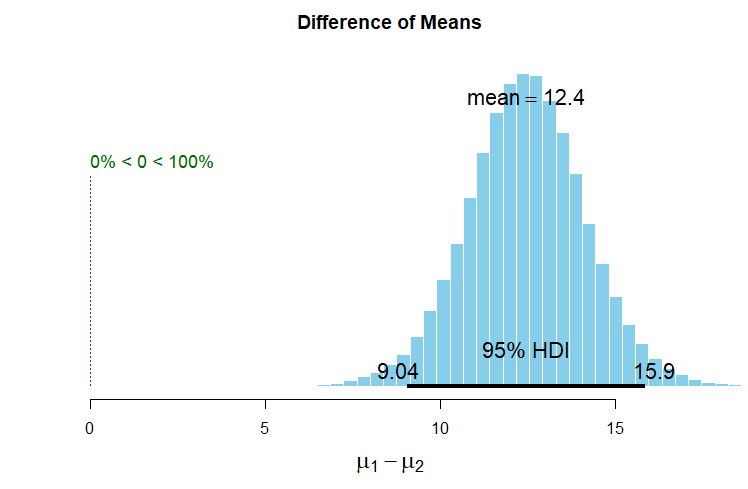 Difference of Means
mean = 12.4
0% < 0 < 100%
95% HDI
9.04 15.9
0 5 10 15
μ1 − μ2